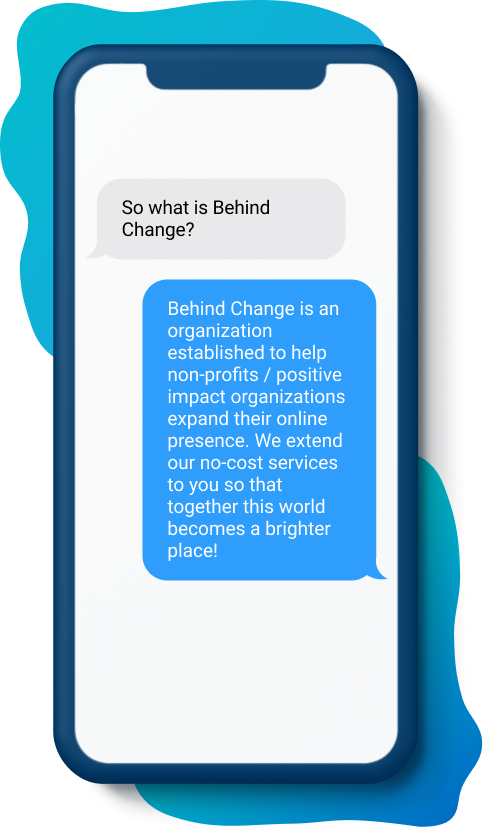 So what is Behind
Change?
Behind Change is an
organization
established to help
non-profits / positive
impact organizations
expand their online
presence. We extend
our no-cost services
to you so that
together this world
becomes a brighter
place!